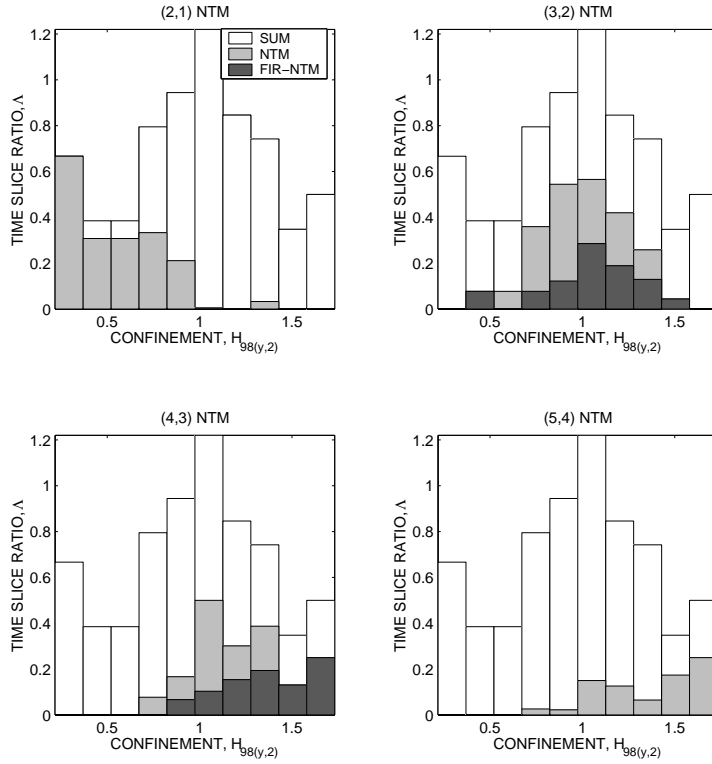 (2,1) NTM
1.2
1
0.8
0.6
0.4
0.2
0
TIME SLICE RATIO, Λ
SUM
NTM
FIR−NTM
0.5
1
1.5
CONFINEMENT, H98(y,2)
(3,2) NTM
1.2
1
0.8
0.6
0.4
0.2
0
TIME SLICE RATIO, Λ
0.5
1
1.5
CONFINEMENT, H98(y,2)
(4,3) NTM
1.2
1
0.8
0.6
0.4
0.2
0
TIME SLICE RATIO, Λ
0.5
1
1.5
CONFINEMENT, H98(y,2)
(5,4) NTM
1.2
1
0.8
0.6
0.4
0.2
0
TIME SLICE RATIO, Λ
0.5
1
1.5
CONFINEMENT, H98(y,2)